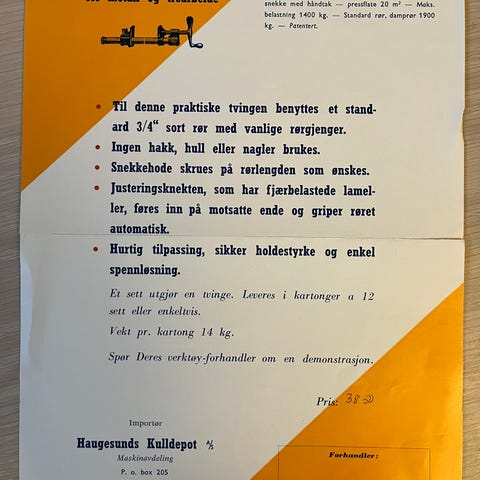 snekke med håndtak — pressflate 20 m² — Maks.
belastning 1400 kg. — Standard rør, damprør 1900
kg. — Patentert.
• Til denne praktiske tvingen benyttes et stand-
ard 3/4“ sort rør med vanlige rørgjenger.
• Ingen hakk, hull eller nagler brukes.
• Snekkehode skrues på rørlengden som ønskes.
• Justeringsknekten, som har fjærbelastede lamel-
ler, føres inn på motsatte ende og griper røret
automatisk.
• Hurtig tilpassing, sikker holdestyrke og enkel
spennløsning.
Et sett utgjør en tvinge. Leveres i kartonger a 12
sett eller enkeltvis.
Vekt pr. kartong 14 kg.
Spør Deres verktøy-forhandler om en demonstrasjon.
Pris: 38.50
Importør
Haugesunds Kulldepot A/S
Maskinavdeling
P. o. box 205
Forhandler: